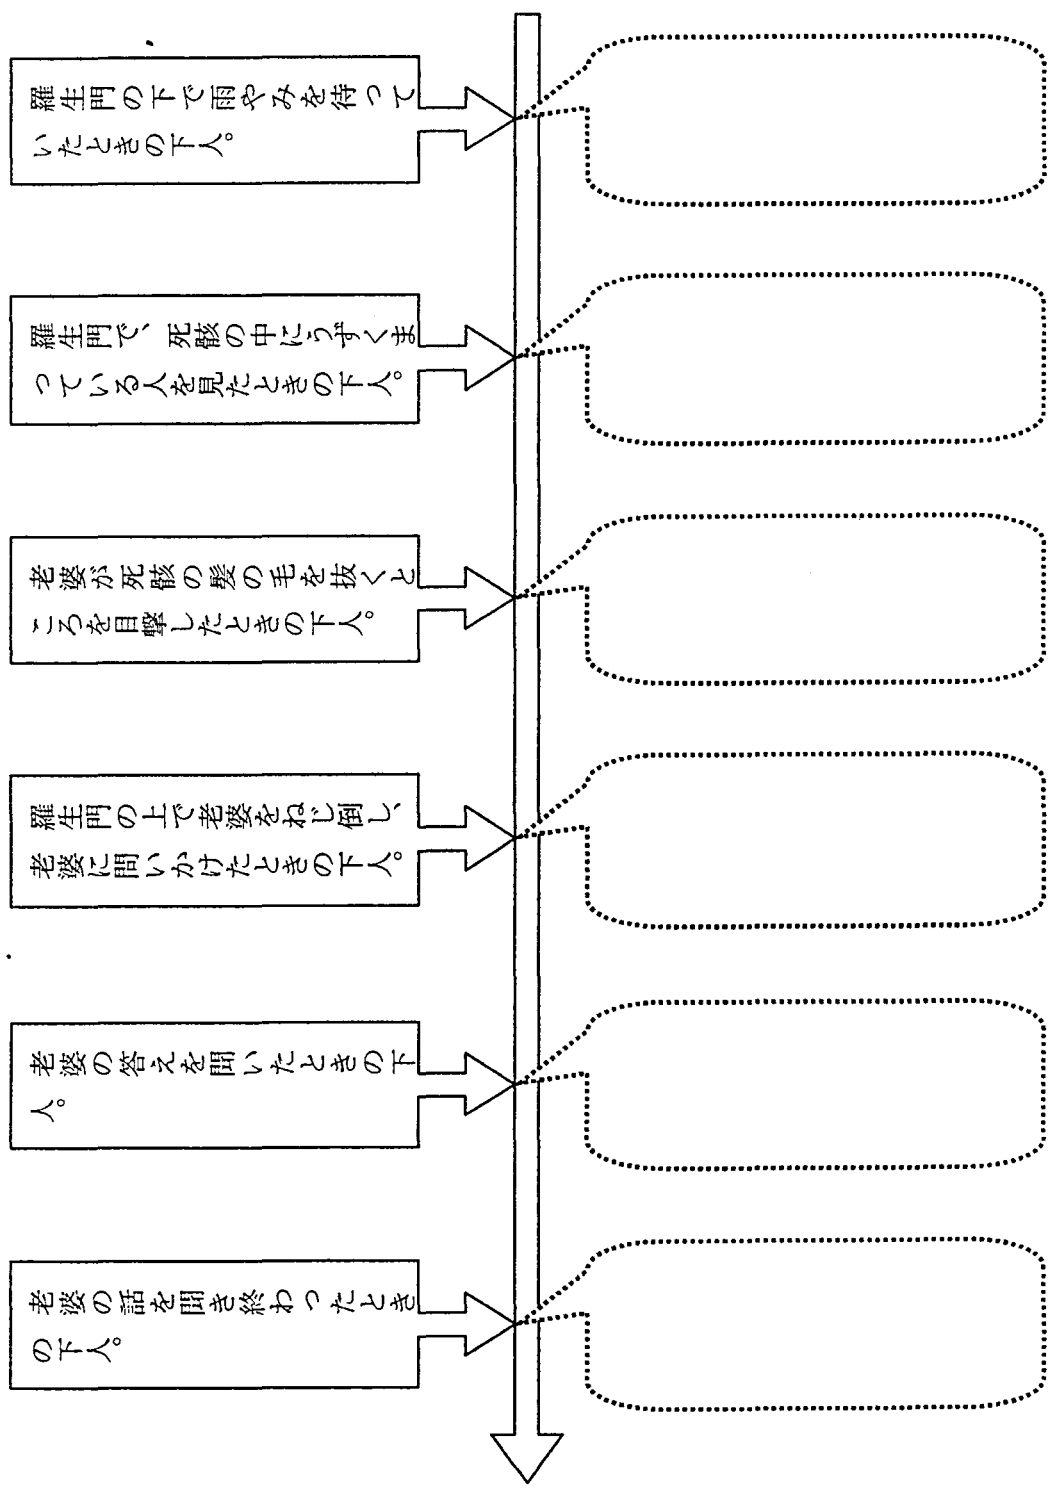 羅生門の下で雨やみを待って
いたときの下人。
羅生門で、死骸の中にうずくま
っている人を見たときの下人。
老婆が死骸の髪の毛を抜くと
ころを目撃したときの下人。
羅生門の上で老婆をねじ倒し、
老婆に問いかけたときの下人。
老婆の答えを聞いたときの下
人。
老婆の話を聞き終わったとき
の下人。